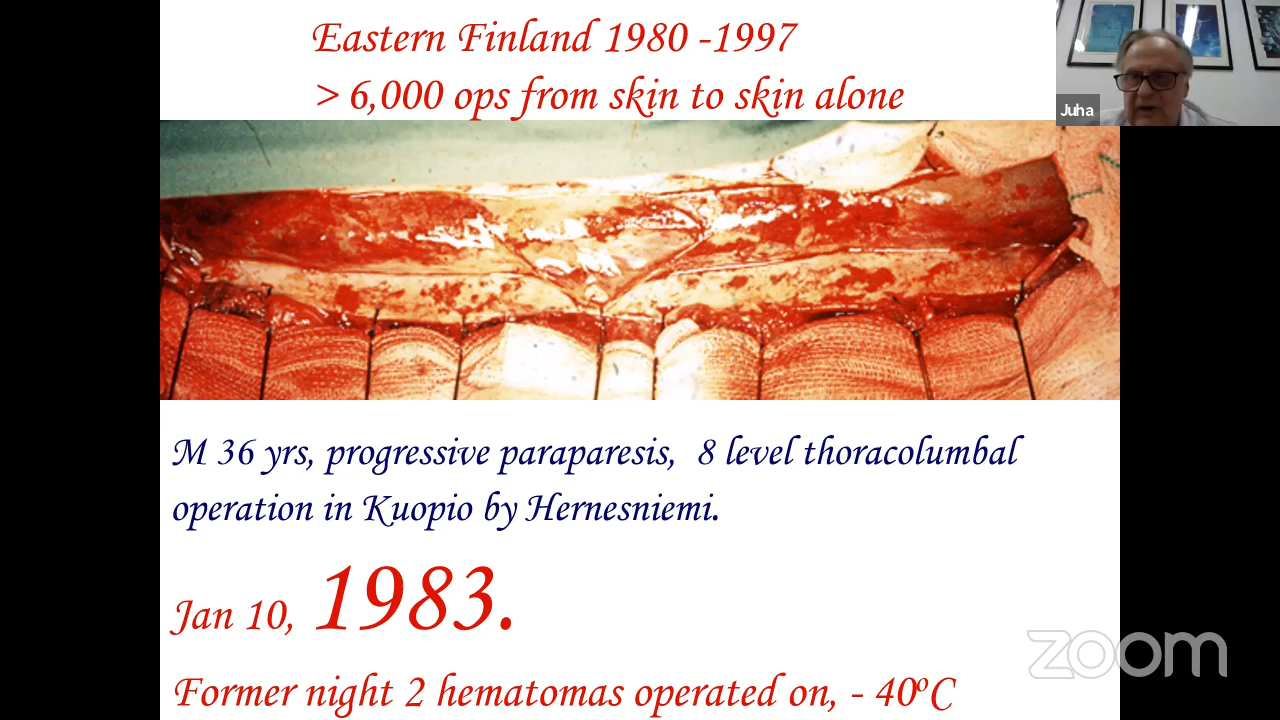 Eastern Finland 1980 -1997
> 6,000 ops from skin to skin alone
Juha
M 36 yrs, progressive paraparesis, 8 level thoracolumbal
operation in Kuopio by Hernesniemi.
Jan 10, 1983.
Former night 2 hematomas operated on, - 40ºC
zoom